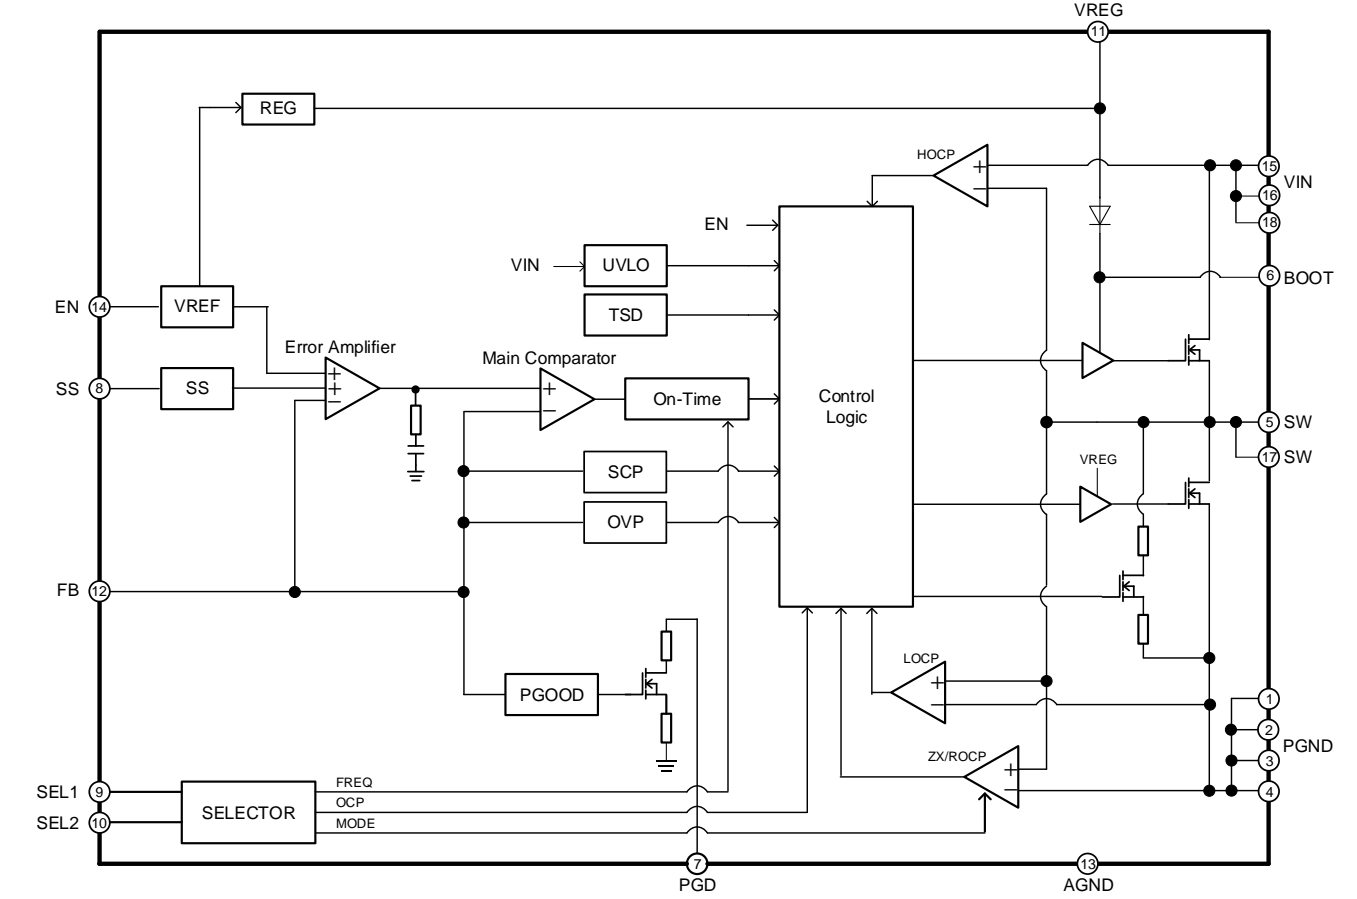 VREG
11
REG
HOCP
+
−
15
VIN
16
18
EN
VIN
UVLO
6
BOOT
TSD
EN
14
VREF
Error Amplifier
+
+
−
Main Comparator
+
−
On-Time
Control
Logic
SS
8
SS
5
SW
17
SW
VREG
SCP
OVP
FB
12
LOCP
+
−
PGOOD
1
2
PGND
3
4
ZX/ROCP
+
−
SEL1
9
SEL2
10
SELECTOR
FREQ
OCP
MODE
7
PGD
13
AGND